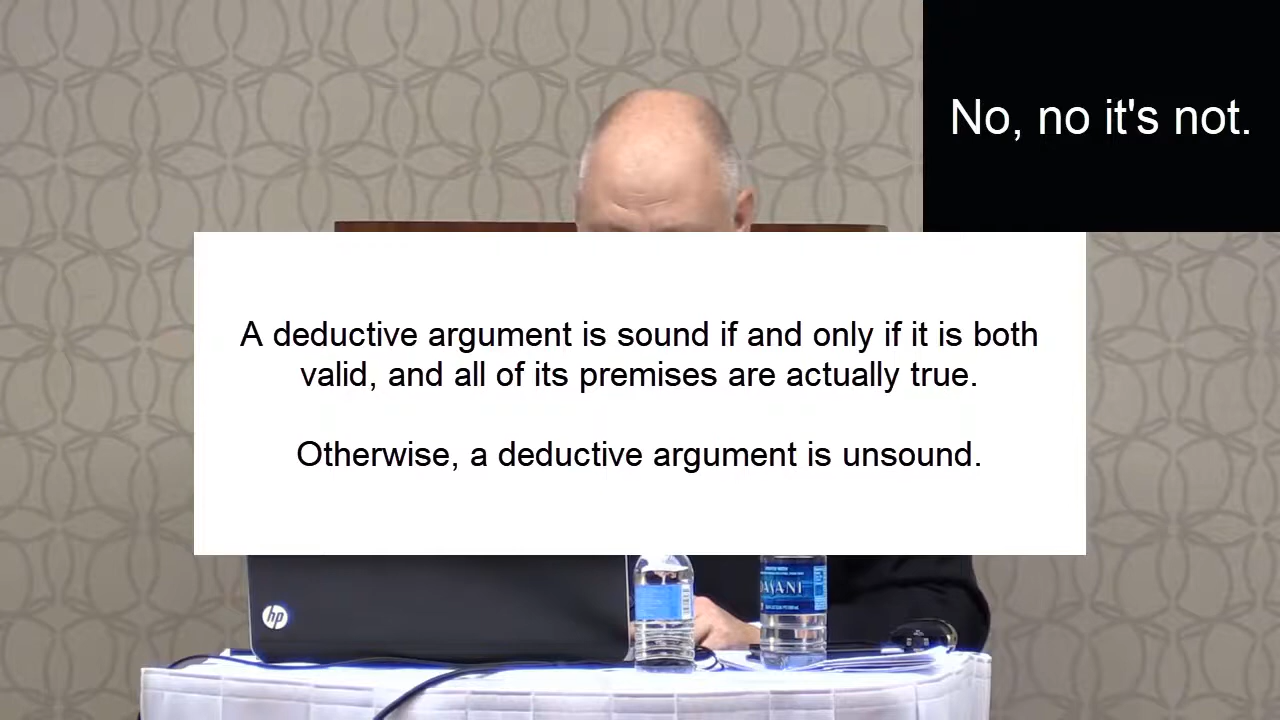 No, no it's not.
A deductive argument is sound if and only if it is both
valid, and all of its premises are actually true.
Otherwise, a deductive argument is unsound.
hp
DASANI